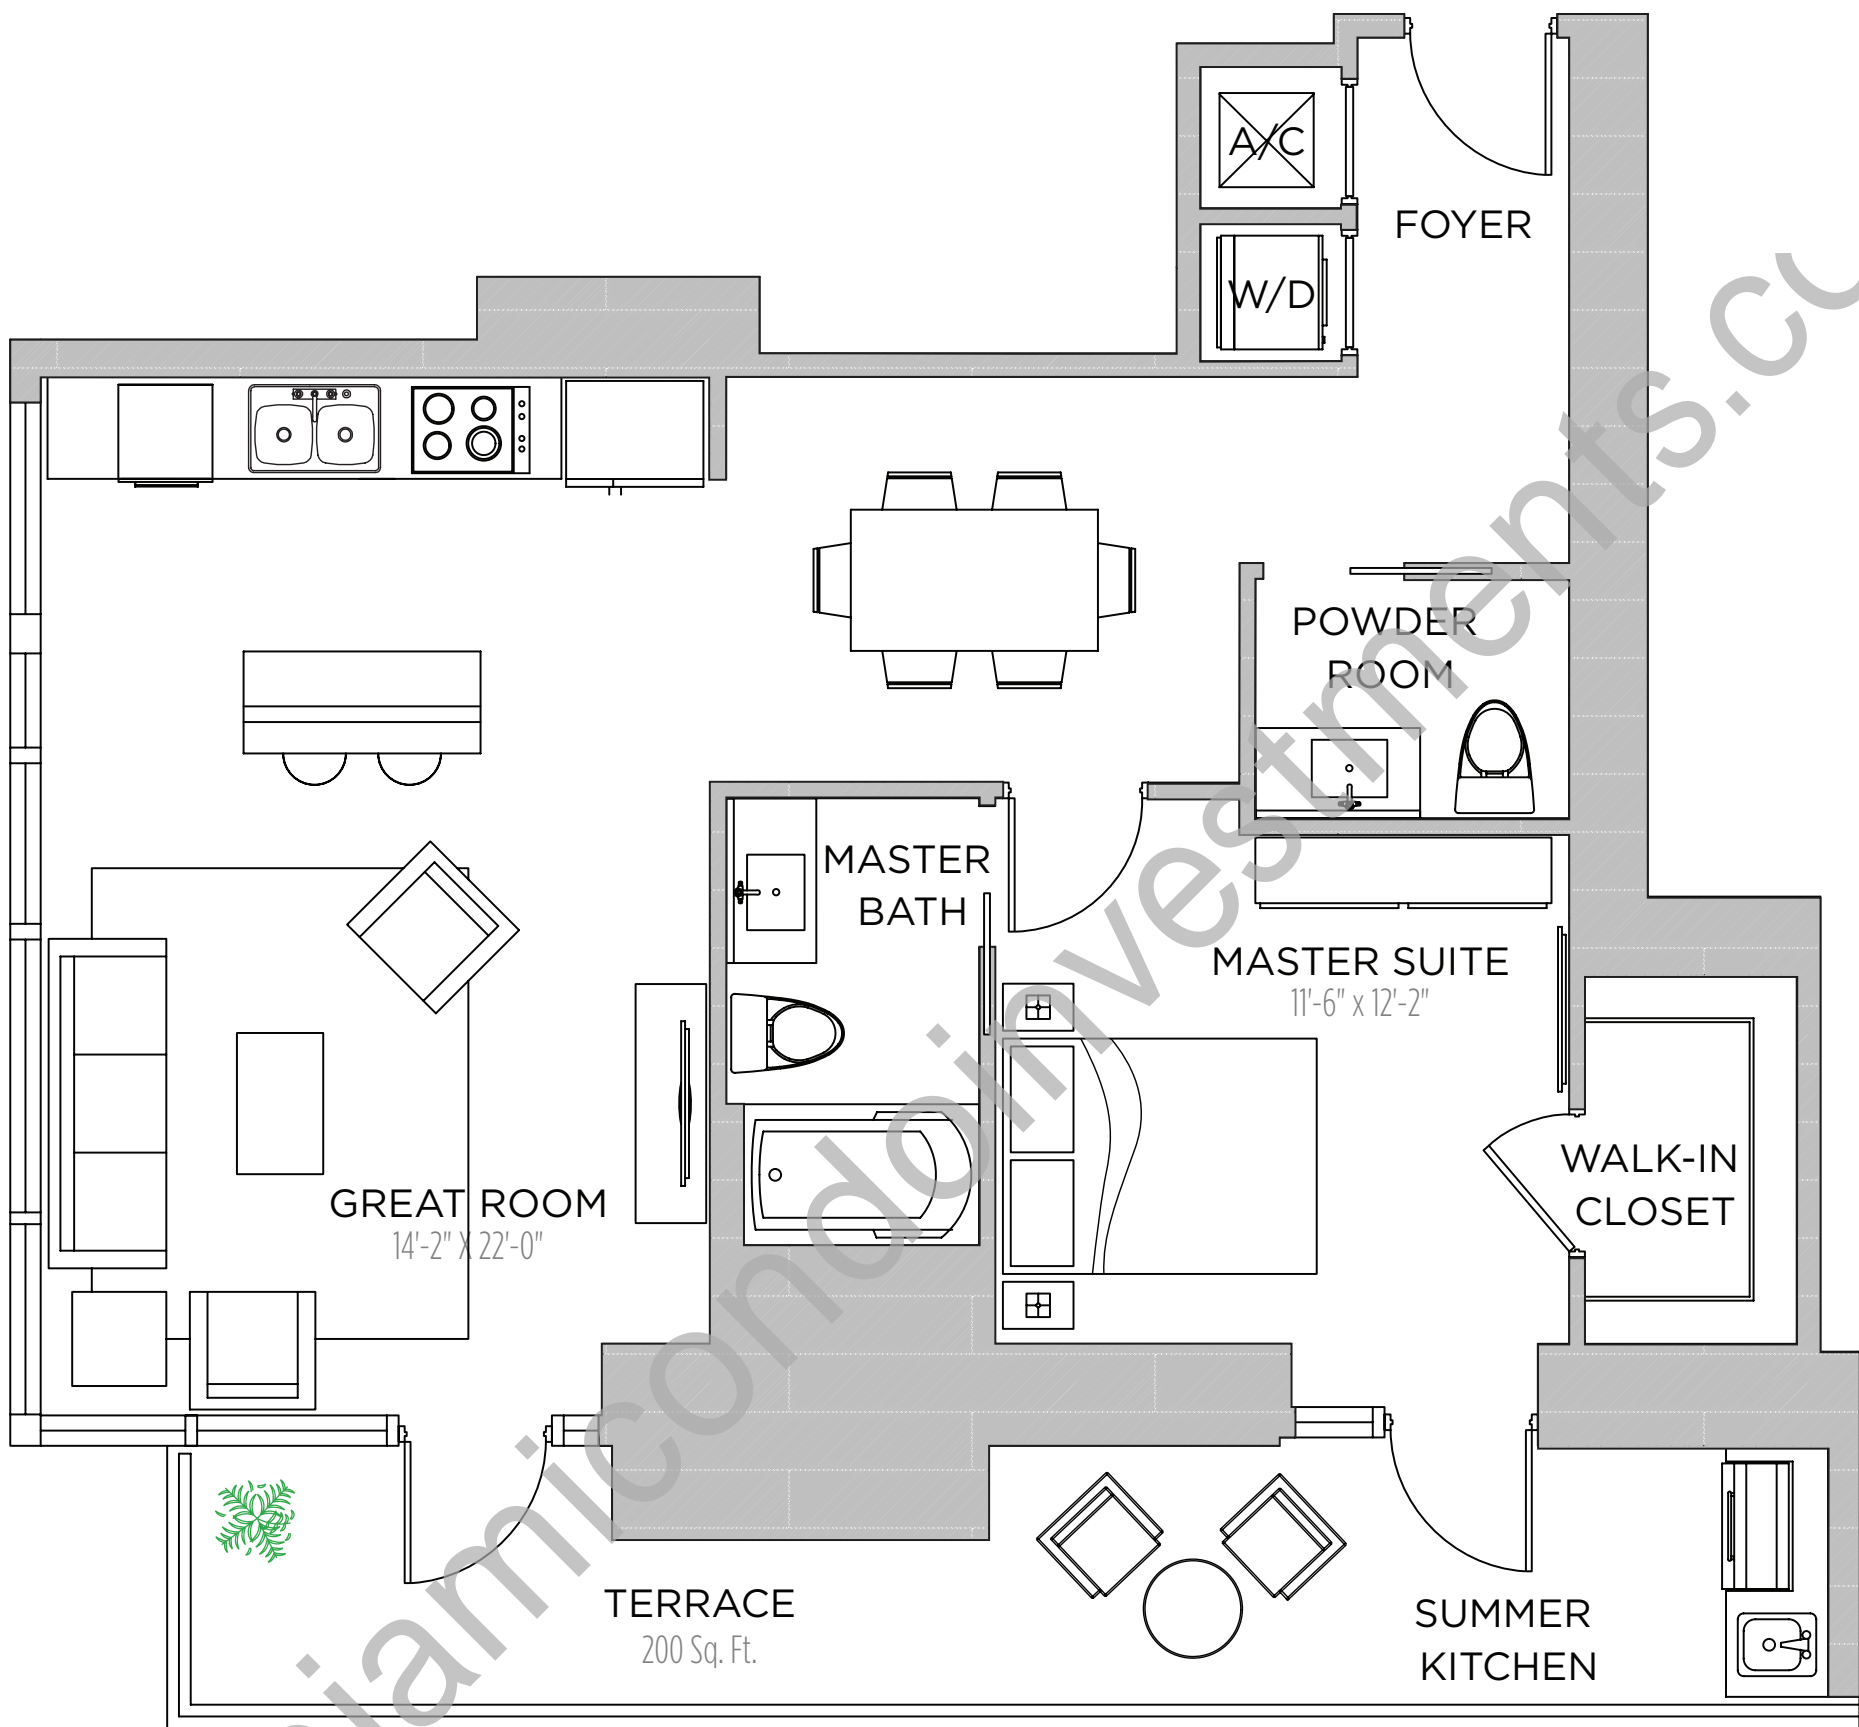 A/C
FOYER
W/D
POWDER
ROOM
MASTER
BATH
MASTER SUITE
11'-6" x 12'-2"
WALK-IN
CLOSET
GREAT ROOM
14'-2" X 22'-0"
TERRACE
200 Sq. Ft.
SUMMER
KITCHEN
iamicondoinvestments.co